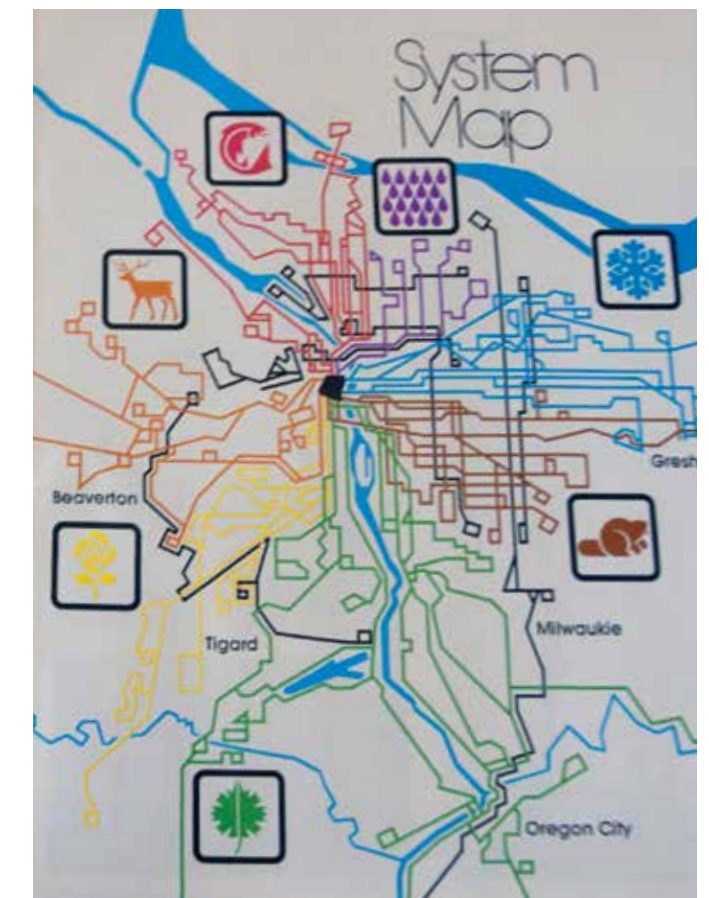 System
Map
Beaverton
Gresh
Tigard
Milwaukie
Oregon City